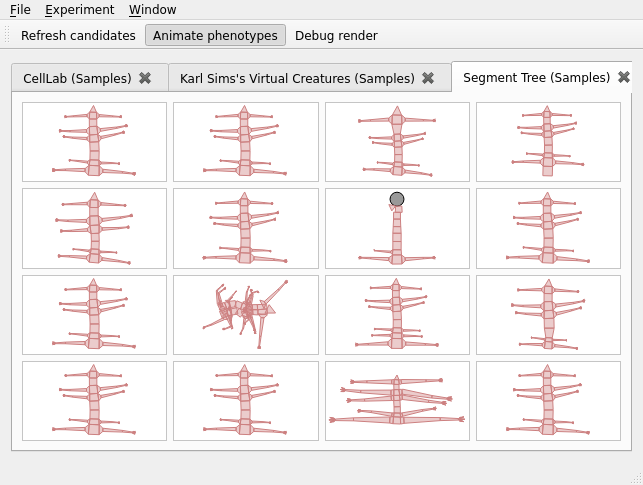 File Experiment Window
Refresh candidates Animate phenotypes Debug render
CellLab (Samples) Karl Sims's Virtual Creatures (Samples) Segment Tree (Samples)